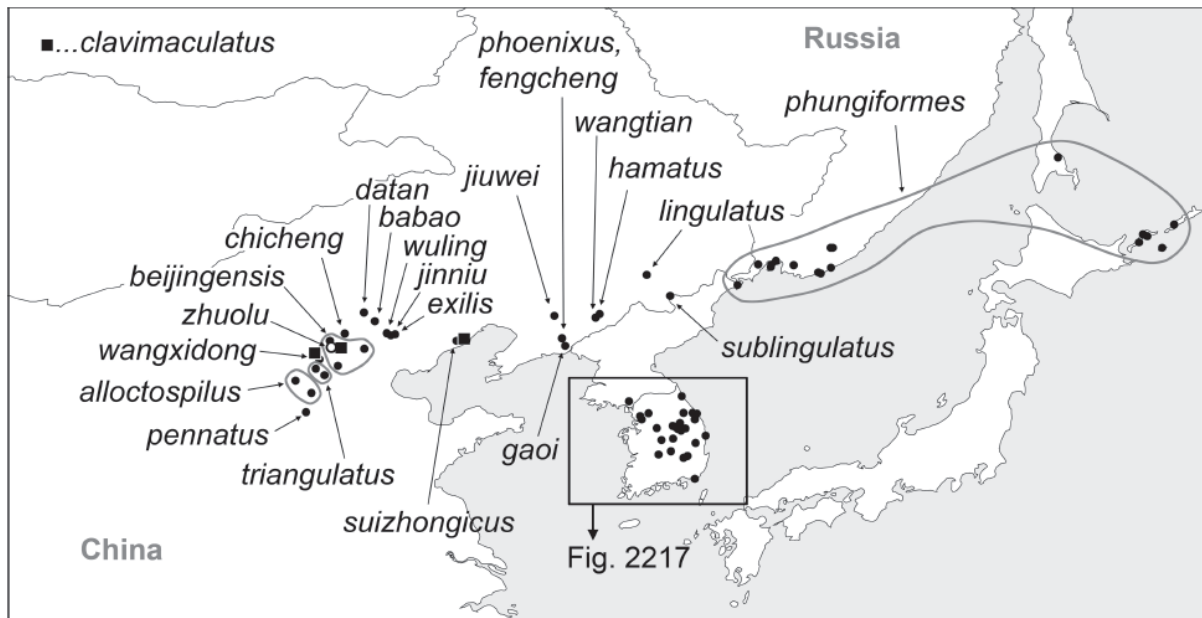 ■...clavimaculatus
phoenixus,
fengcheng
Russia
phungiformes
wangtian
hamatus
jiuwei
lingulatus
datan
babao
wuling
jinniu
exilis
chicheng
beijingensis
zhuolu
wangxidong
alloctospilus
pennatus
triangulatus
suizhongicus
gaoi
sublingulatus
China
Fig. 2217